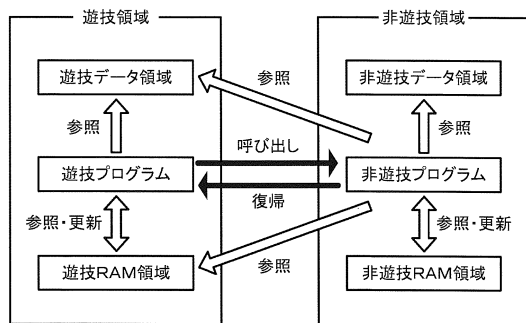 遊技領域
非遊技領域
遊技データ領域
参照
非遊技データ領域
参照
呼び出し
参照
遊技プログラム
非遊技プログラム
復帰
参照・更新
参照・更新
遊技RAM領域
参照
非遊技RAM領域